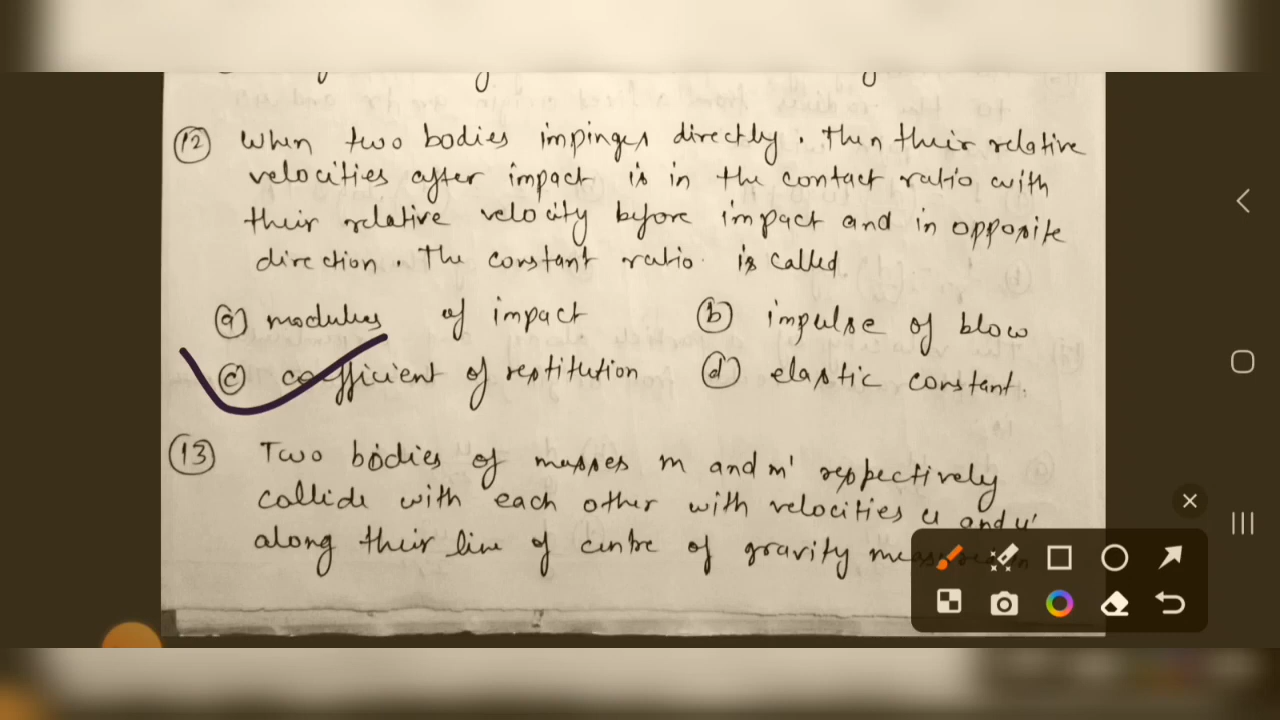 (12) When two bodies impinges directly. Then their relative
velocities after impact is in the contact ratio with
their relative velocity before impact and in opposite
direction. The constant ratio is called
(a) modulus of impact (b) impulse of blow
(c) coefficient of restitution (d) elastic constant.
(13) Two bodies of masses m and m' respectively
collide with each other with velocities u and u'
along their line of centre of gravity